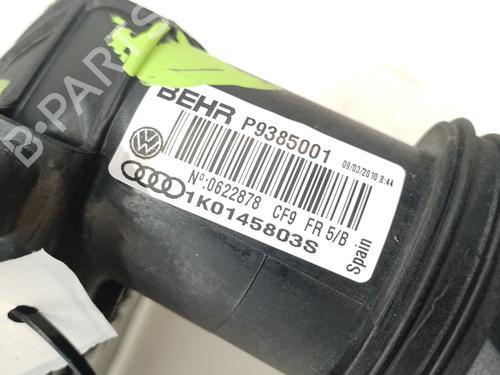 BEHR P9385001
09/03/2010 8:44
Nº:0622878 CF9 FR 5/B
1K0145803S
Spain
B-PARTS